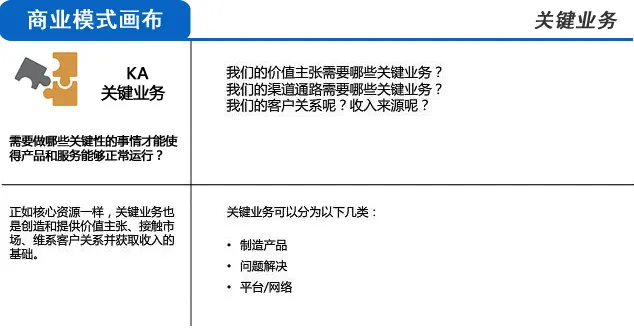 商业模式画布
关键业务
KA
关键业务
需要做哪些关键性的事情才能使
得产品和服务能够正常运行？
我们的价值主张需要哪些关键业务？
我们的渠道通路需要哪些关键业务？
我们的客户关系呢？收入来源呢？
正如核心资源一样，关键业务也
是创造和提供价值主张、接触市
场、维系客户关系并获取收入的
基础。
关键业务可以分为以下几类：
• 制造产品
• 问题解决
• 平台/网络